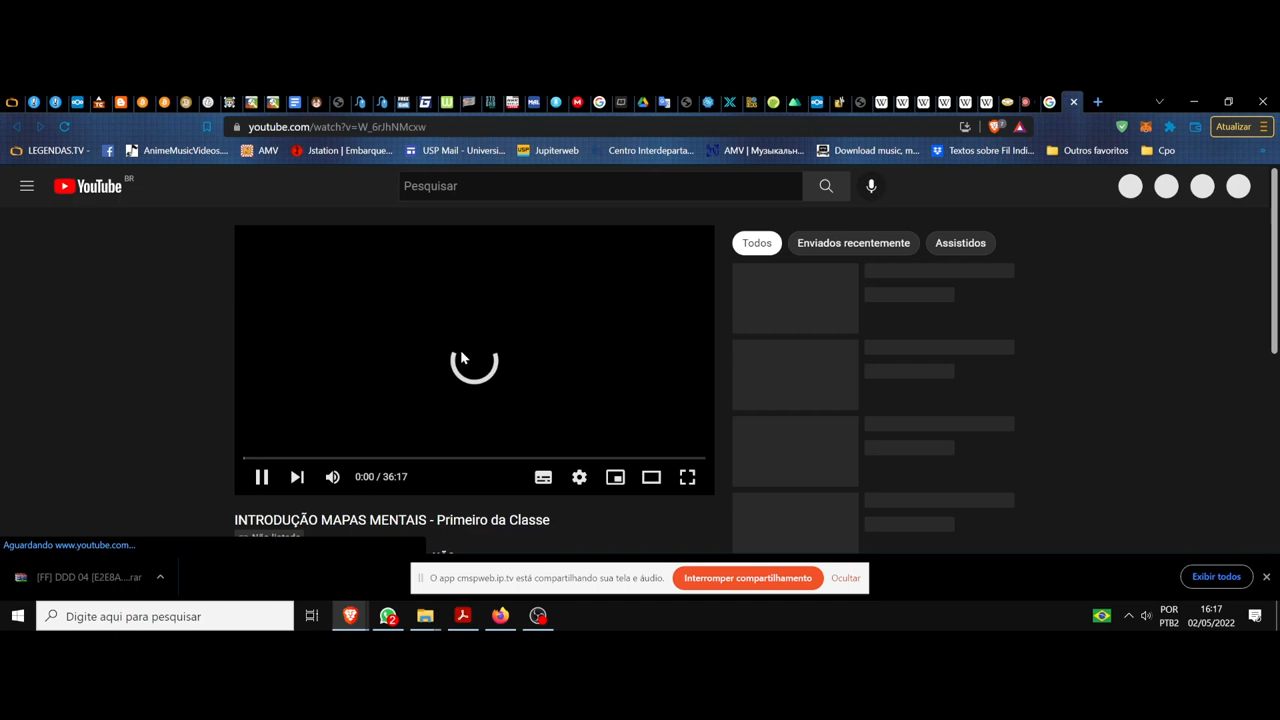 youtube.com/watch?v=W_6rJhNMcxw
Atualizar
LEGENDAS.TV -
AnimeMusicVideos...
AMV
Jstation | Embarque...
USP Mail - Universi...
Jupiterweb
Centro Interdeparta...
AMV | Музыкальн...
Download music, m...
Textos sobre Fil Indi...
Outros favoritos
Cpo
YouTube BR
Pesquisar
Todos
Enviados recentemente
Assistidos
0:00 / 36:17
INTRODUÇÃO MAPAS MENTAIS - Primeiro da Classe
Não listado
Aguardando www.youtube.com...
[FF] DDD 04 [E2E8A....rar
O app cmspweb.ip.tv está compartilhando sua tela e áudio.
Interromper compartilhamento
Ocultar
Exibir todos
Digite aqui para pesquisar
2
POR
PTB2
16:17
02/05/2022